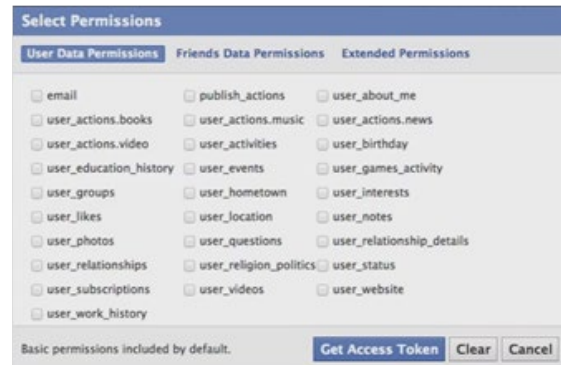 Select Permissions
User Data Permissions Friends Data Permissions Extended Permissions
email publish_actions user_about_me
user_actions.books user_actions.music user_actions.news
user_actions.video user_activities user_birthday
user_education_history user_events user_games_activity
user_groups user_hometown user_interests
user_likes user_location user_notes
user_photos user_questions user_relationship_details
user_relationships user_religion_politics user_status
user_subscriptions user_videos user_website
user_work_history
Basic permissions included by default. Get Access Token Clear Cancel